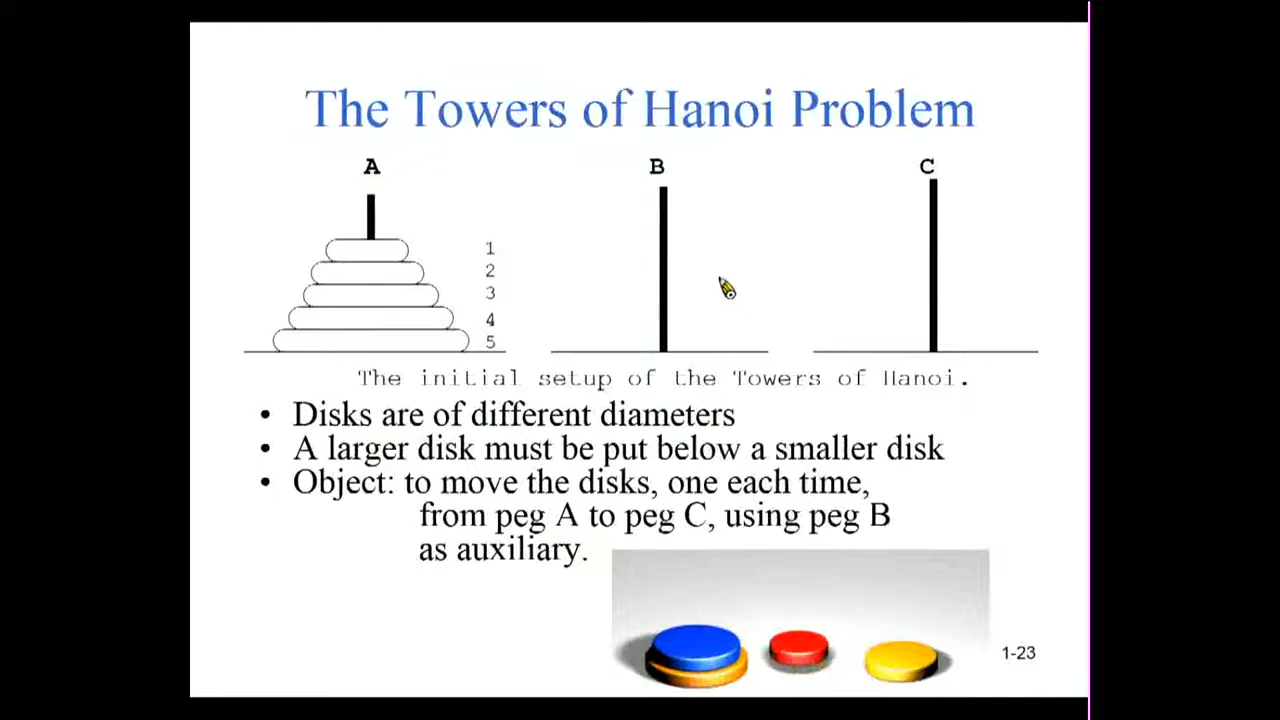 The Towers of Hanoi Problem
A B C
1
2
3
4
5
The initial setup of the Towers of Hanoi.
• Disks are of different diameters
• A larger disk must be put below a smaller disk
• Object: to move the disks, one each time,
from peg A to peg C, using peg B
as auxiliary.
1-23